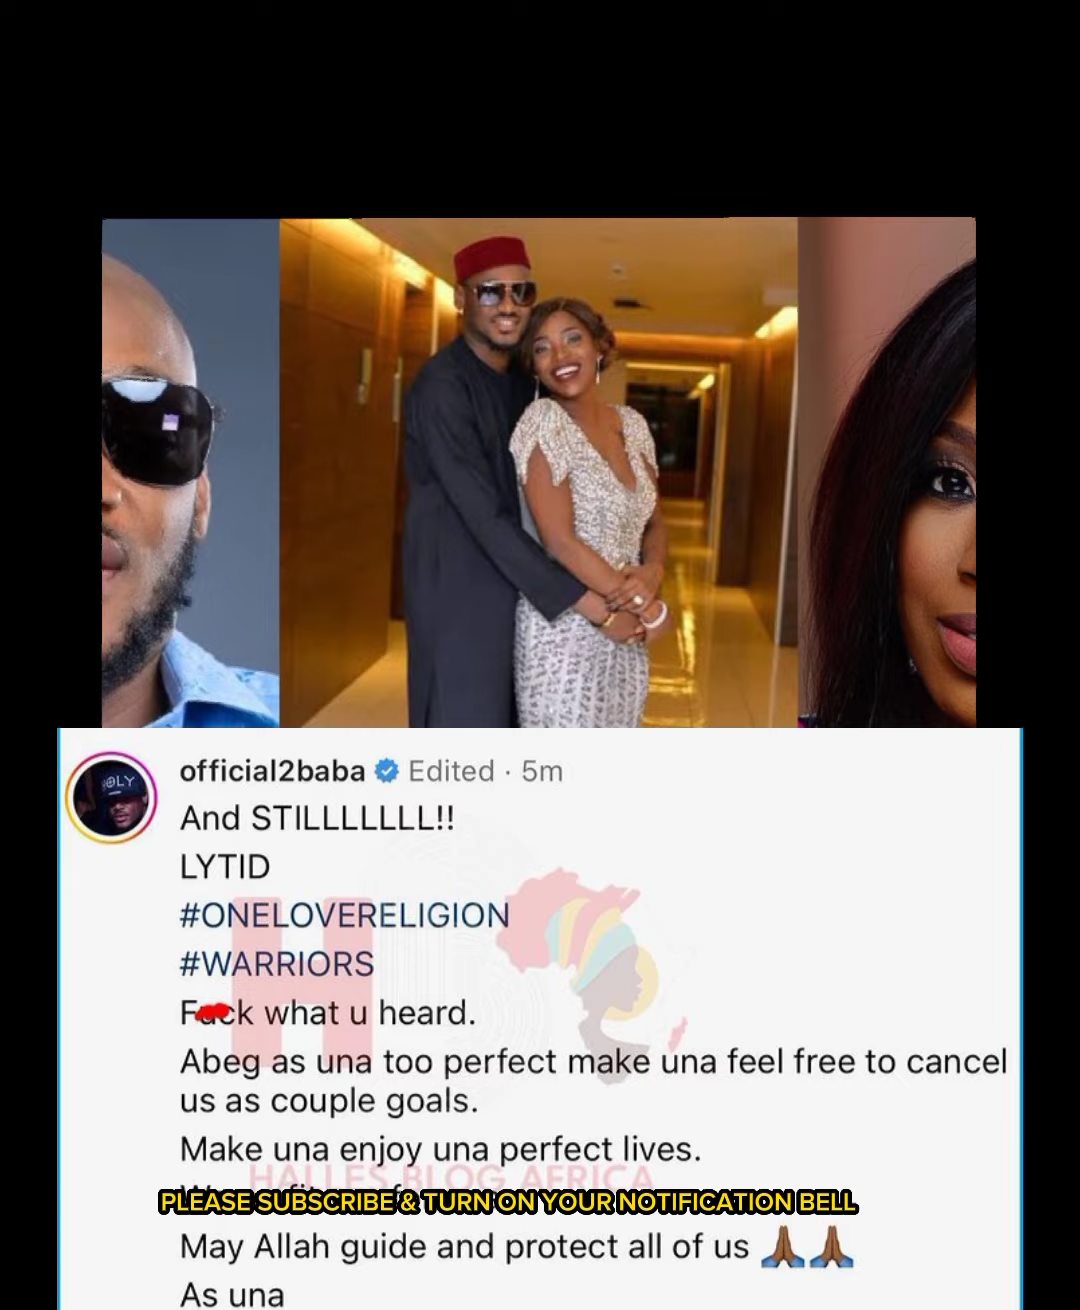 official2baba Edited · 5m
HOLY
And STILLLLLLL!!
LYTID
#ONELOVERELIGION
#WARRIORS
Fuck what u heard.
Abeg as una too perfect make una feel free to cancel
us as couple goals.
Make una enjoy una perfect lives.
HALLES BLOG AFRICA
PLEASE SUBSCRIBE & TURN ON YOUR NOTIFICATION BELL
May Allah guide and protect all of us 🙏🏾🙏🏾
As una